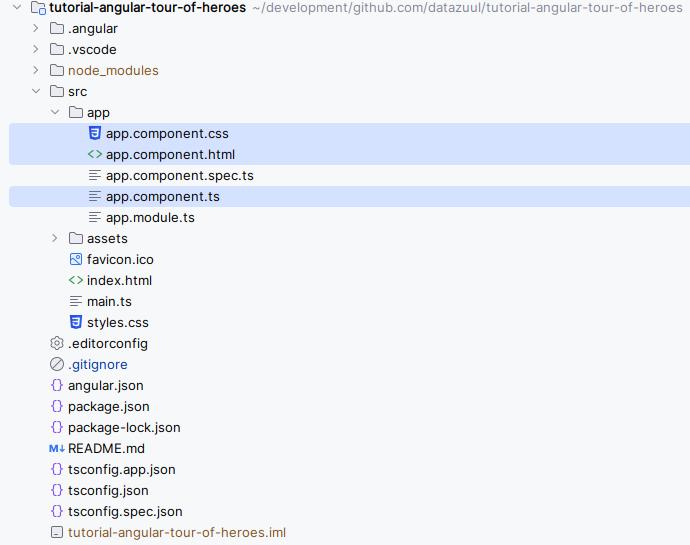 tutorial-angular-tour-of-heroes ~/development/github.com/datazuul/tutorial-angular-tour-of-heroes
.angular
.vscode
node_modules
src
app
app.component.css
<> app.component.html
app.component.spec.ts
app.component.ts
app.module.ts
assets
favicon.ico
<> index.html
main.ts
styles.css
.editorconfig
.gitignore
{} angular.json
{} package.json
{} package-lock.json
M↓ README.md
{} tsconfig.app.json
{} tsconfig.json
{} tsconfig.spec.json
tutorial-angular-tour-of-heroes.iml